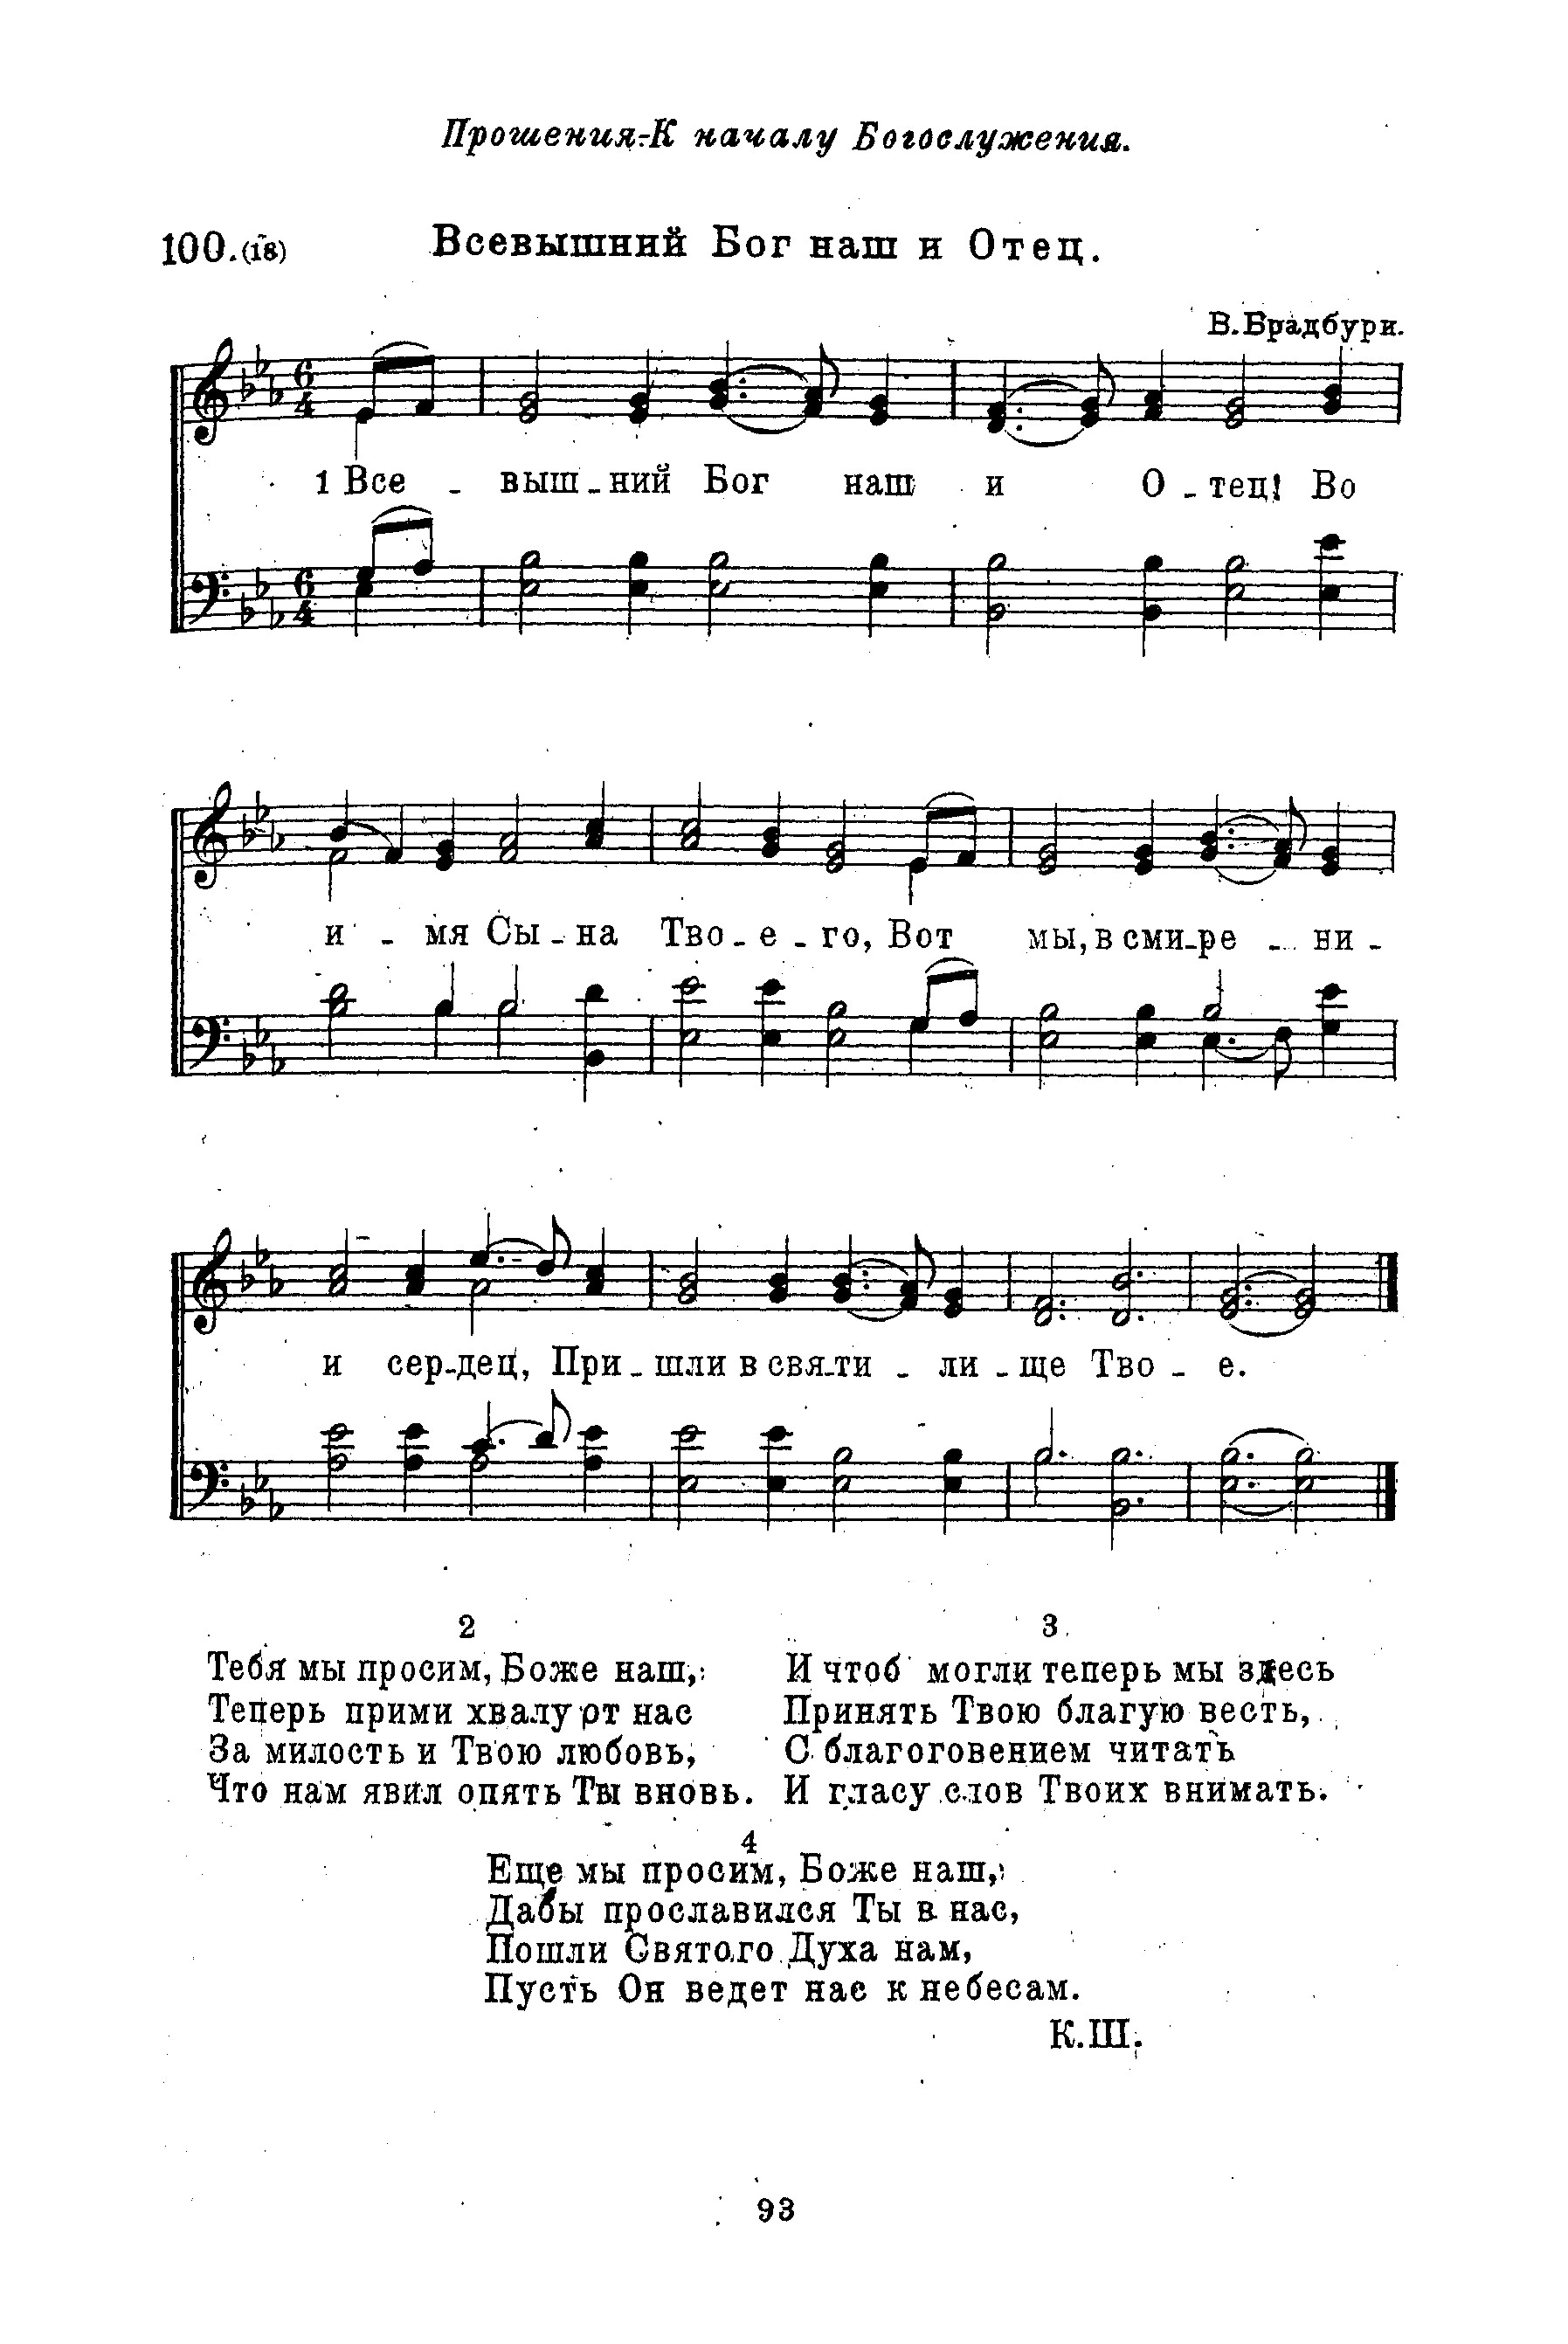 Прошения.-К началу Богослужения.
100.(18) Всевышний Бог наш и Отец.
В.Брадбури.
6 4
1 Все - выш-ний Бог наш и О-тец! Во
6 4
и - мя Сы-на Тво-е-го, Вот мы, в сми-ре - ни-
и сер-дец, При-шли в свя-ти - ли-ще Тво - е.
2
Тебя мы просим, Боже наш,
Теперь прими хвалу от нас
За милость и Твою любовь,
Что нам явил опять Ты вновь.
3
И чтоб могли теперь мы здесь
Принять Твою благую весть,
С благоговением читать
И гласу слов Твоих внимать.
4
Еще мы просим, Боже наш,
Дабы прославился Ты в нас,
Пошли Святого Духа нам,
Пусть Он ведет нас к небесам.
К.Ш.
93